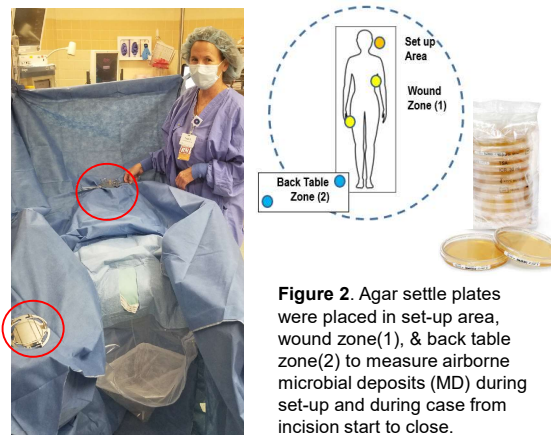 Set up
Area
Wound
Zone (1)
Back Table
Zone (2)
Figure 2. Agar settle plates
were placed in set-up area,
wound zone(1), & back table
zone(2) to measure airborne
microbial deposits (MD) during
set-up and during case from
incision start to close.